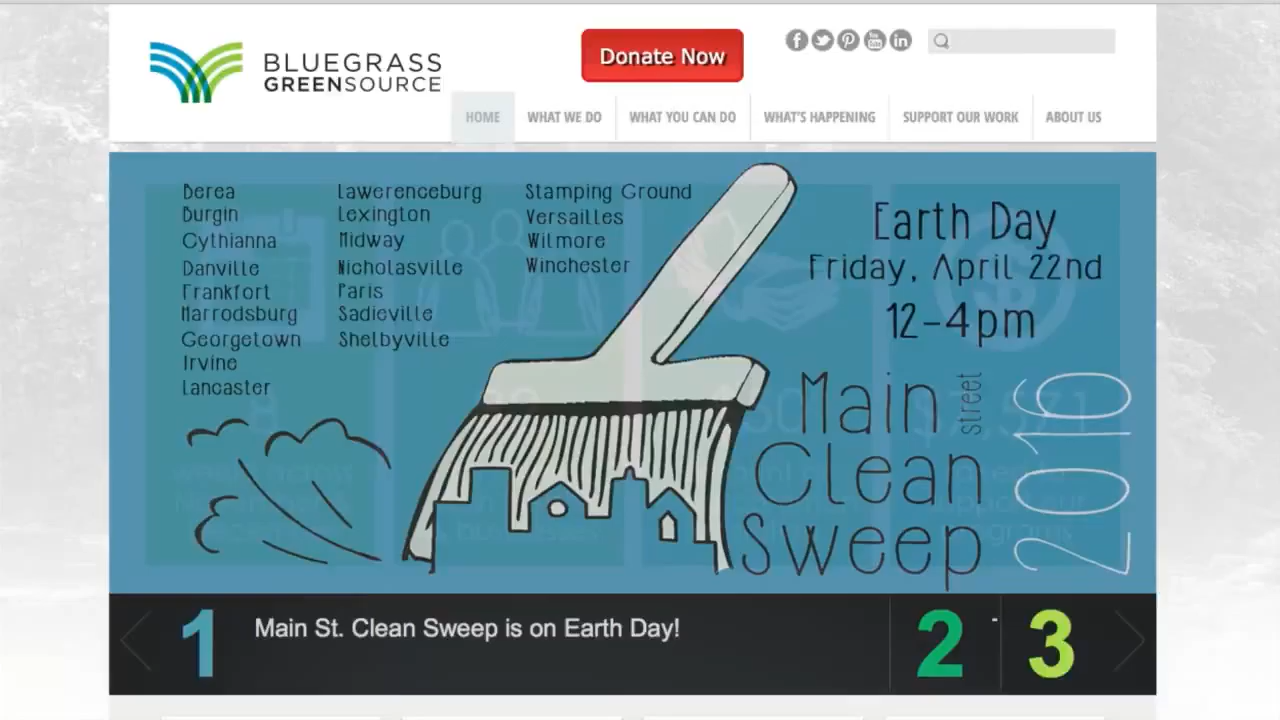 BLUEGRASS
GREENSOURCE
Donate Now
HOME
WHAT WE DO
WHAT YOU CAN DO
WHAT'S HAPPENING
SUPPORT OUR WORK
ABOUT US
Berea
Burgin
Cythianna
Danville
Frankfort
Harrodsburg
Georgetown
Irvine
Lancaster
Lawerenceburg
Lexington
Midway
Nicholasville
Paris
Sadieville
Shelbyville
Stamping Ground
Versailles
Wilmore
Winchester
Earth Day
Friday, April 22nd
12-4pm
Main street
Clean
Sweep
2016
1
Main St. Clean Sweep is on Earth Day!
2
3